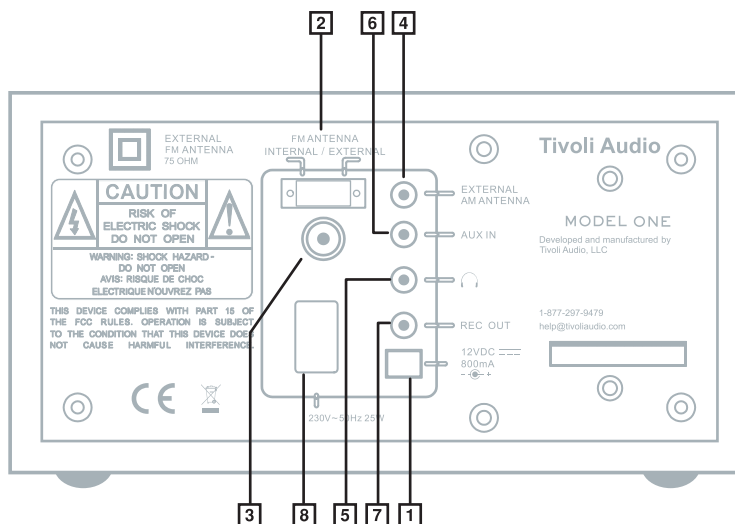 2
6
4
EXTERNAL
FM ANTENNA
75 OHM
FM ANTENNA
INTERNAL / EXTERNAL
Tivoli Audio
CAUTION
RISK OF
ELECTRIC SHOCK
DO NOT OPEN
WARNING: SHOCK HAZARD -
DO NOT OPEN
AVIS: RISQUE DE CHOC
ELECTRIQUE N'OUVREZ PAS
EXTERNAL
AM ANTENNA
AUX IN
MODEL ONE
Developed and manufactured by
Tivoli Audio, LLC
THIS DEVICE COMPLIES WITH PART 15 OF
THE FCC RULES. OPERATION IS SUBJECT
TO THE CONDITION THAT THIS DEVICE DOES
NOT CAUSE HARMFUL INTERFERENCE.
REC OUT
1-877-297-9479
help@tivoliaudio.com
12VDC
800mA
- +
CE
230V~50Hz 25W
3
8
5
7
1